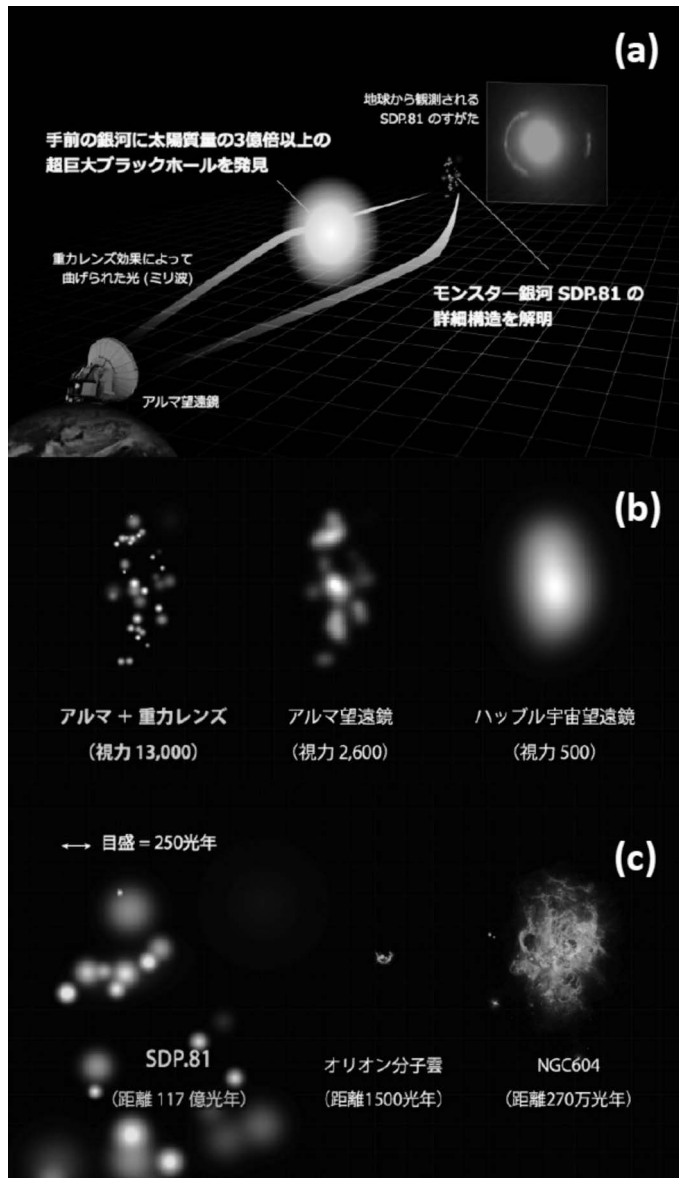 (a)
地球から観測される
SDP.81 のすがた
手前の銀河に太陽質量の3億倍以上の
超巨大ブラックホールを発見
重力レンズ効果によって
曲げられた光 (ミリ波)
モンスター銀河 SDP.81 の
詳細構造を解明
アルマ望遠鏡
(b)
アルマ + 重力レンズ
(視力 13,000)
アルマ望遠鏡
(視力 2,600)
ハッブル宇宙望遠鏡
(視力 500)
(c)
↔ 目盛 = 250光年
SDP.81
(距離 117 億光年)
オリオン分子雲
(距離1500光年)
NGC604
(距離270万光年)